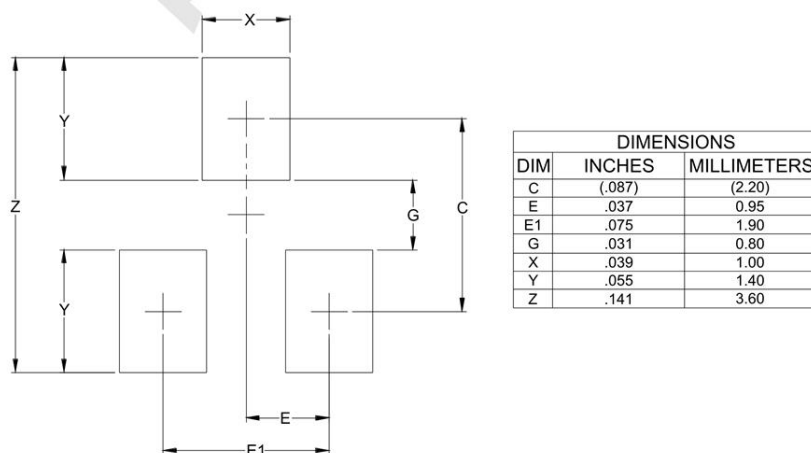 X
Y
Z
G
C
Y
E
E1
DIMENSIONS
DIM INCHES MILLIMETERS
C (.087) (2.20)
E .037 0.95
E1 .075 1.90
G .031 0.80
X .039 1.00
Y .055 1.40
Z .141 3.60